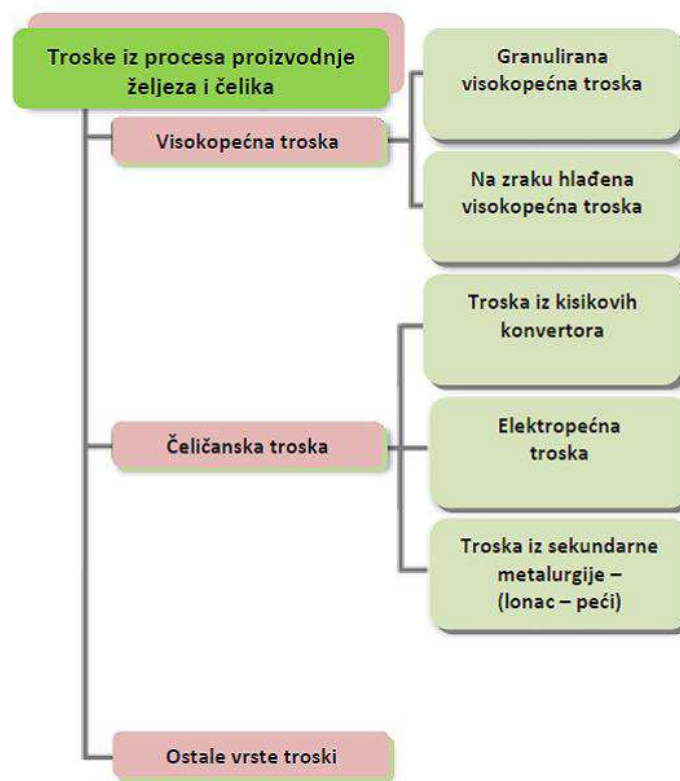 Troske iz procesa proizvodnje
željeza i čelika
Visokopećna troska
Granulirana
visokopećna troska
Na zraku hlađena
visokopećna troska
Čeličanska troska
Troska iz kisikovih
konvertora
Elektropećna
troska
Troska iz sekundarne
metalurgije –
(lonac – peći)
Ostale vrste troski